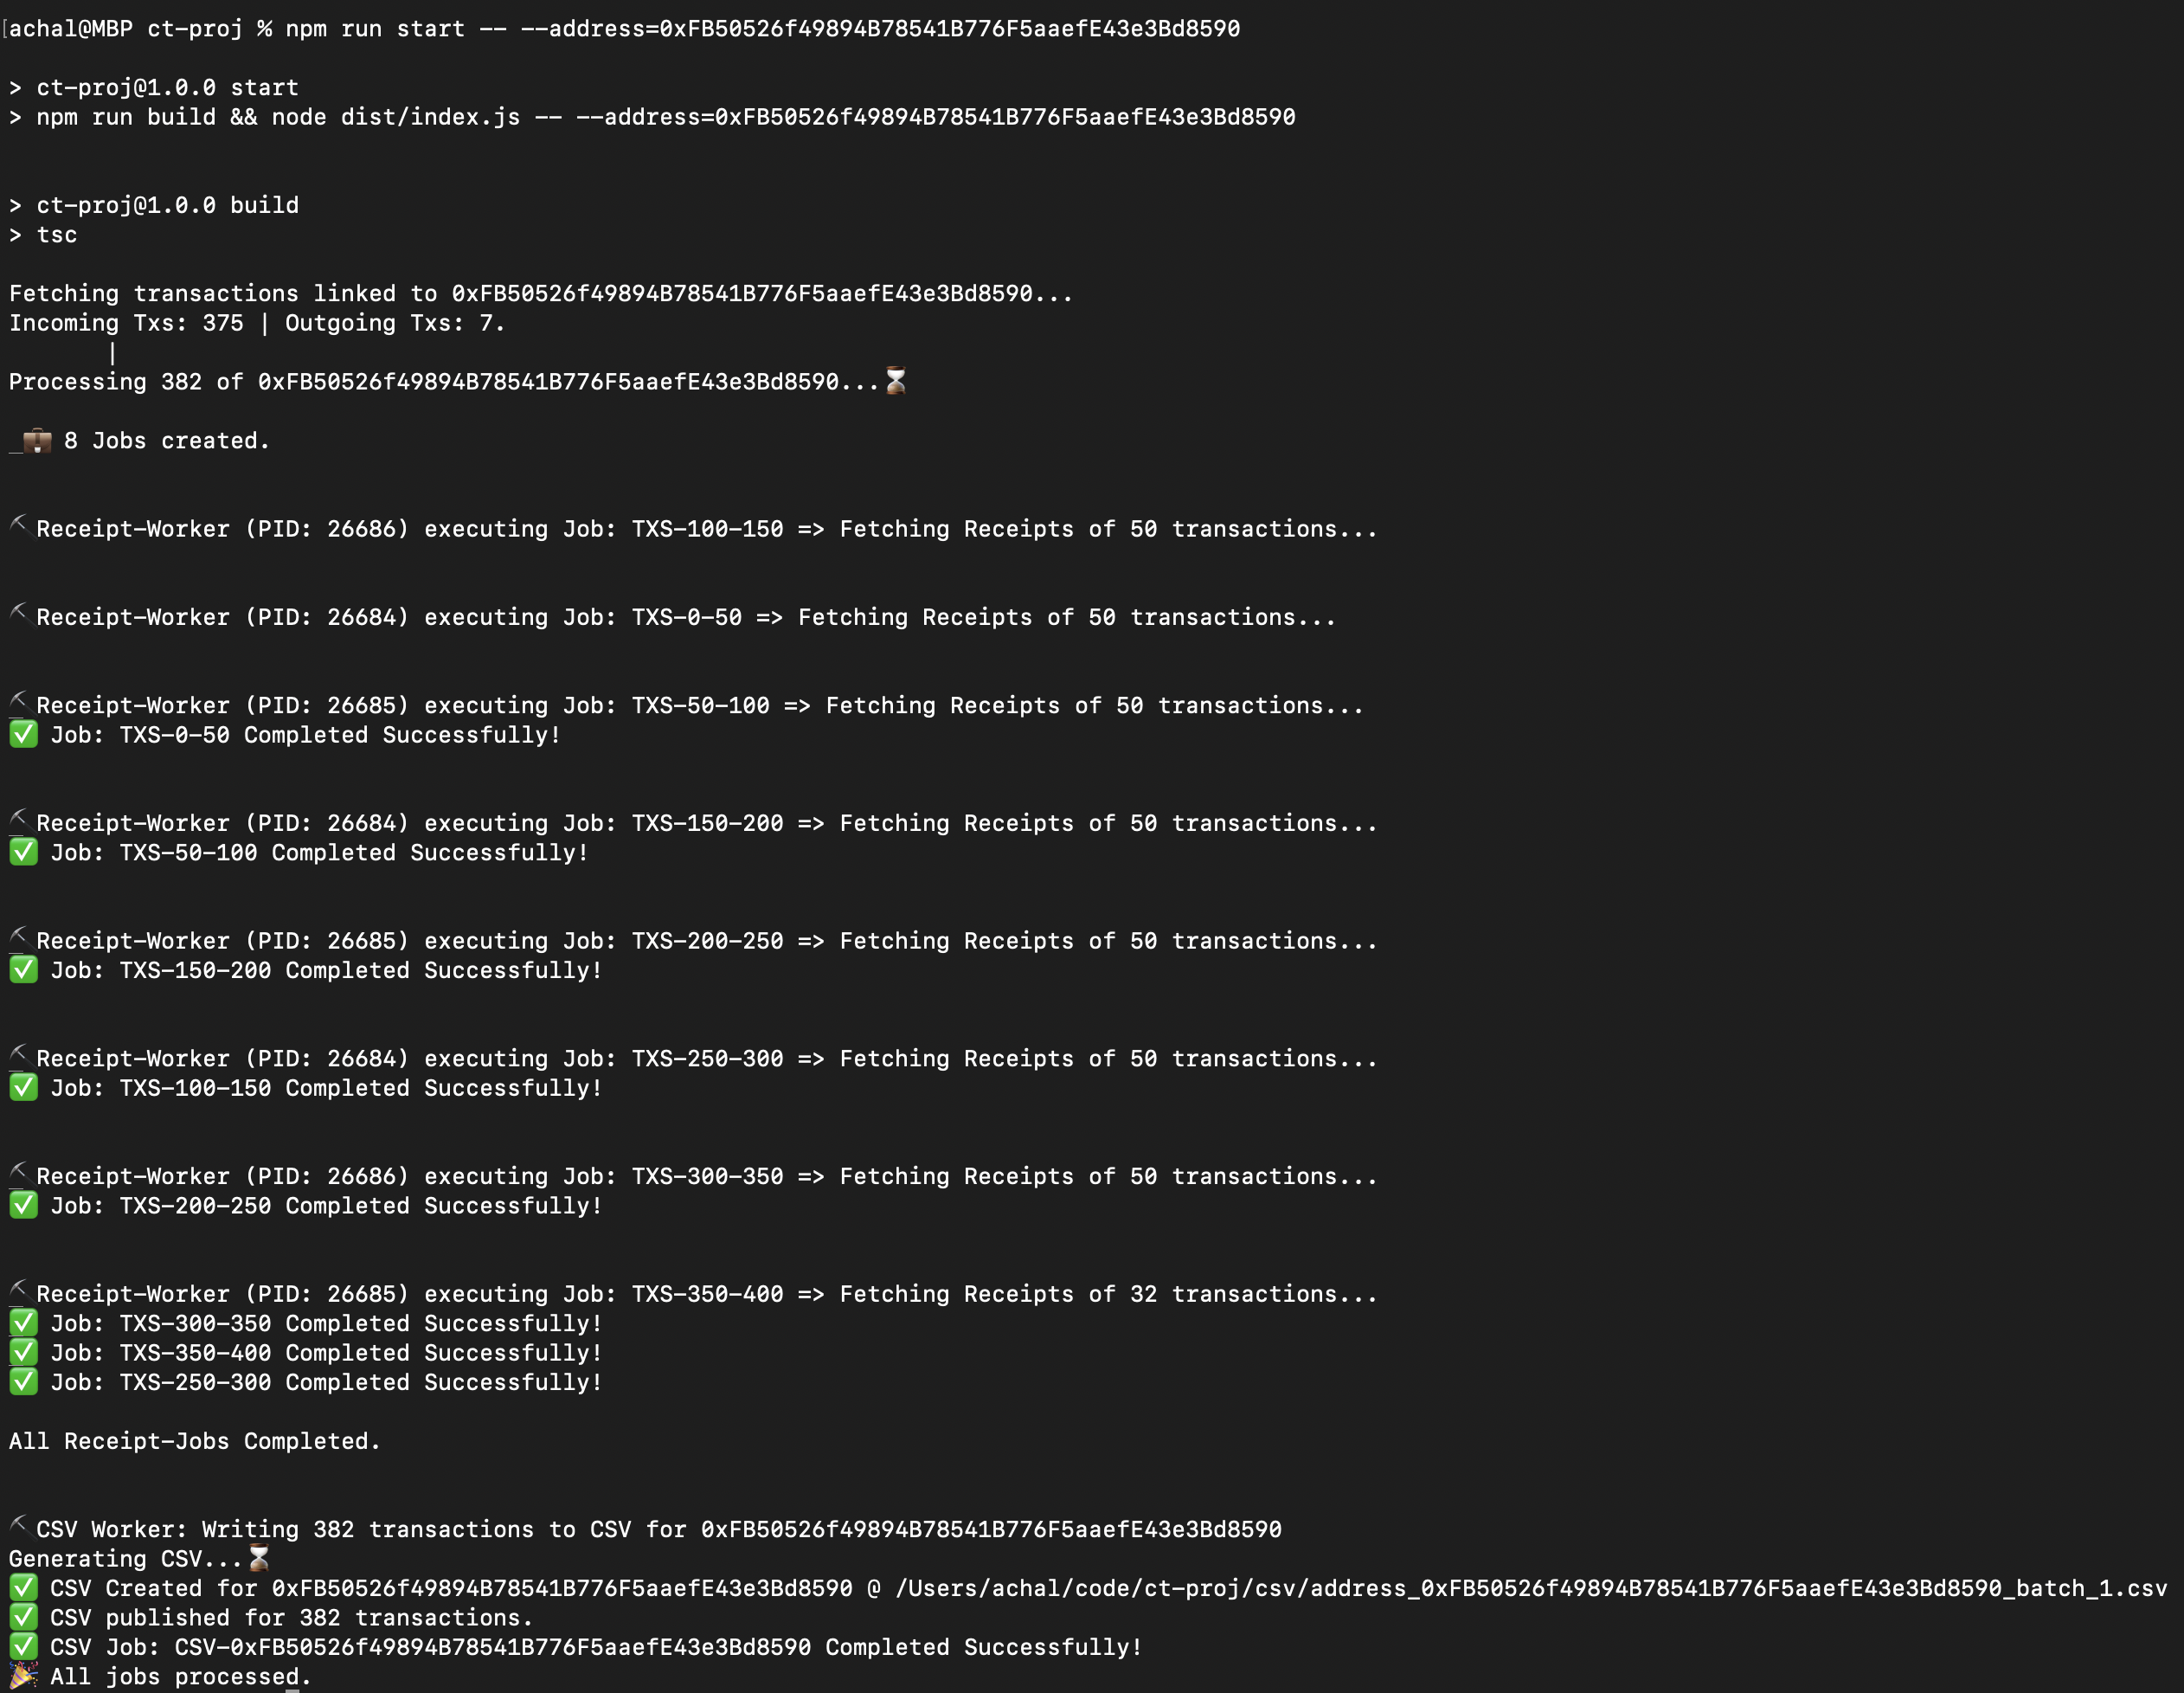 [achal@MBP ct-proj % npm run start -- --address=0xFB50526f49894B78541B776F5aaefE43e3Bd8590
> ct-proj@1.0.0 start
> npm run build && node dist/index.js -- --address=0xFB50526f49894B78541B776F5aaefE43e3Bd8590
> ct-proj@1.0.0 build
> tsc
Fetching transactions linked to 0xFB50526f49894B78541B776F5aaefE43e3Bd8590...
Incoming Txs: 375 | Outgoing Txs: 7.
|
Processing 382 of 0xFB50526f49894B78541B776F5aaefE43e3Bd8590...⏳
_💼 8 Jobs created.
⛏Receipt-Worker (PID: 26686) executing Job: TXS-100-150 => Fetching Receipts of 50 transactions...
⛏Receipt-Worker (PID: 26684) executing Job: TXS-0-50 => Fetching Receipts of 50 transactions...
⛏Receipt-Worker (PID: 26685) executing Job: TXS-50-100 => Fetching Receipts of 50 transactions...
✅ Job: TXS-0-50 Completed Successfully!
⛏Receipt-Worker (PID: 26684) executing Job: TXS-150-200 => Fetching Receipts of 50 transactions...
✅ Job: TXS-50-100 Completed Successfully!
⛏Receipt-Worker (PID: 26685) executing Job: TXS-200-250 => Fetching Receipts of 50 transactions...
✅ Job: TXS-150-200 Completed Successfully!
⛏Receipt-Worker (PID: 26684) executing Job: TXS-250-300 => Fetching Receipts of 50 transactions...
✅ Job: TXS-100-150 Completed Successfully!
⛏Receipt-Worker (PID: 26686) executing Job: TXS-300-350 => Fetching Receipts of 50 transactions...
✅ Job: TXS-200-250 Completed Successfully!
⛏Receipt-Worker (PID: 26685) executing Job: TXS-350-400 => Fetching Receipts of 32 transactions...
✅ Job: TXS-300-350 Completed Successfully!
✅ Job: TXS-350-400 Completed Successfully!
✅ Job: TXS-250-300 Completed Successfully!
All Receipt-Jobs Completed.
⛏CSV Worker: Writing 382 transactions to CSV for 0xFB50526f49894B78541B776F5aaefE43e3Bd8590
Generating CSV...⏳
✅ CSV Created for 0xFB50526f49894B78541B776F5aaefE43e3Bd8590 @ /Users/achal/code/ct-proj/csv/address_0xFB50526f49894B78541B776F5aaefE43e3Bd8590_batch_1.csv
✅ CSV published for 382 transactions.
✅ CSV Job: CSV-0xFB50526f49894B78541B776F5aaefE43e3Bd8590 Completed Successfully!
🎉 All jobs processed.